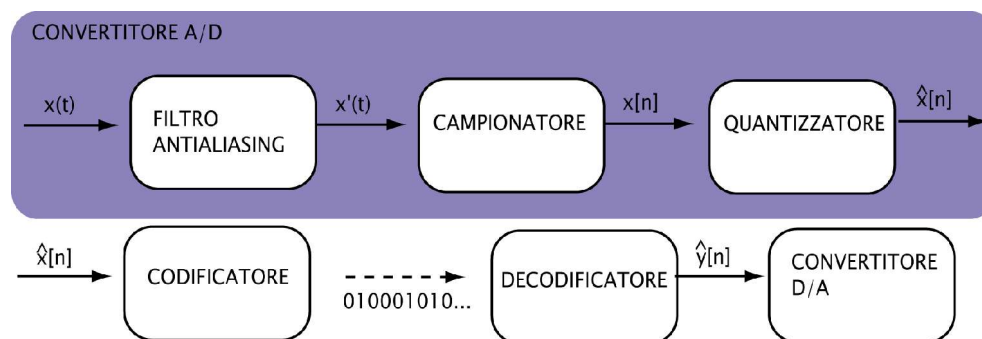 CONVERTITORE A/D
x(t)
FILTRO
ANTIALIASING
x'(t)
CAMPIONATORE
x[n]
QUANTIZZATORE
x̂[n]
x̂[n]
CODIFICATORE
010001010...
DECODIFICATORE
ŷ[n]
CONVERTITORE
D/A